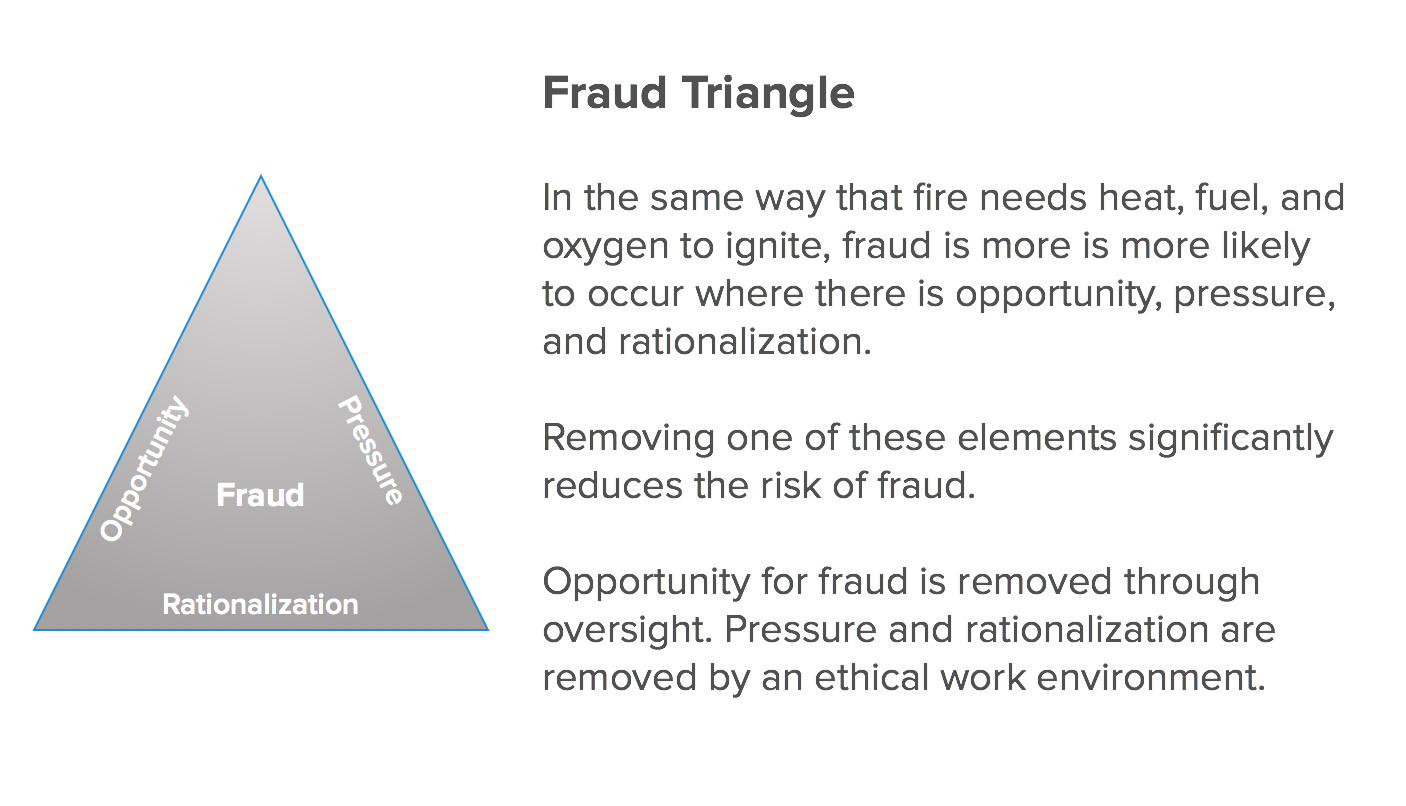 Fraud Triangle
In the same way that fire needs heat, fuel, and
oxygen to ignite, fraud is more is more likely
to occur where there is opportunity, pressure,
and rationalization.
Removing one of these elements significantly
reduces the risk of fraud.
Opportunity for fraud is removed through
oversight. Pressure and rationalization are
removed by an ethical work environment.
Opportunity
Pressure
Fraud
Rationalization